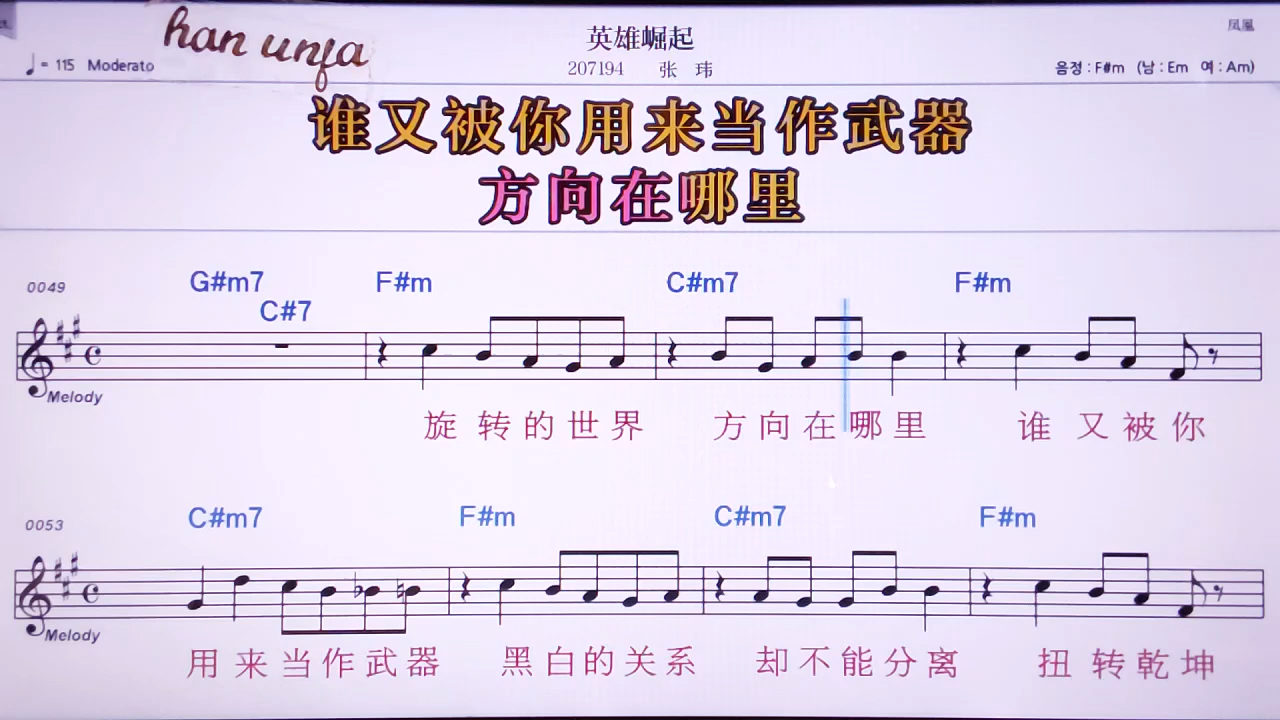 han unfa
英雄崛起
凤凰
♩= 115 Moderato
207194 张 玮
음정 : F#m (남 : Em 여 : Am)
谁又被你用来当作武器
方向在哪里
0049
G#m7 F#m C#m7 F#m
C#7
Melody
旋转的世界 方向在哪里 谁又被你
0053
C#m7 F#m C#m7 F#m
Melody
用来当作武器 黑白的关系 却不能分离 扭转乾坤